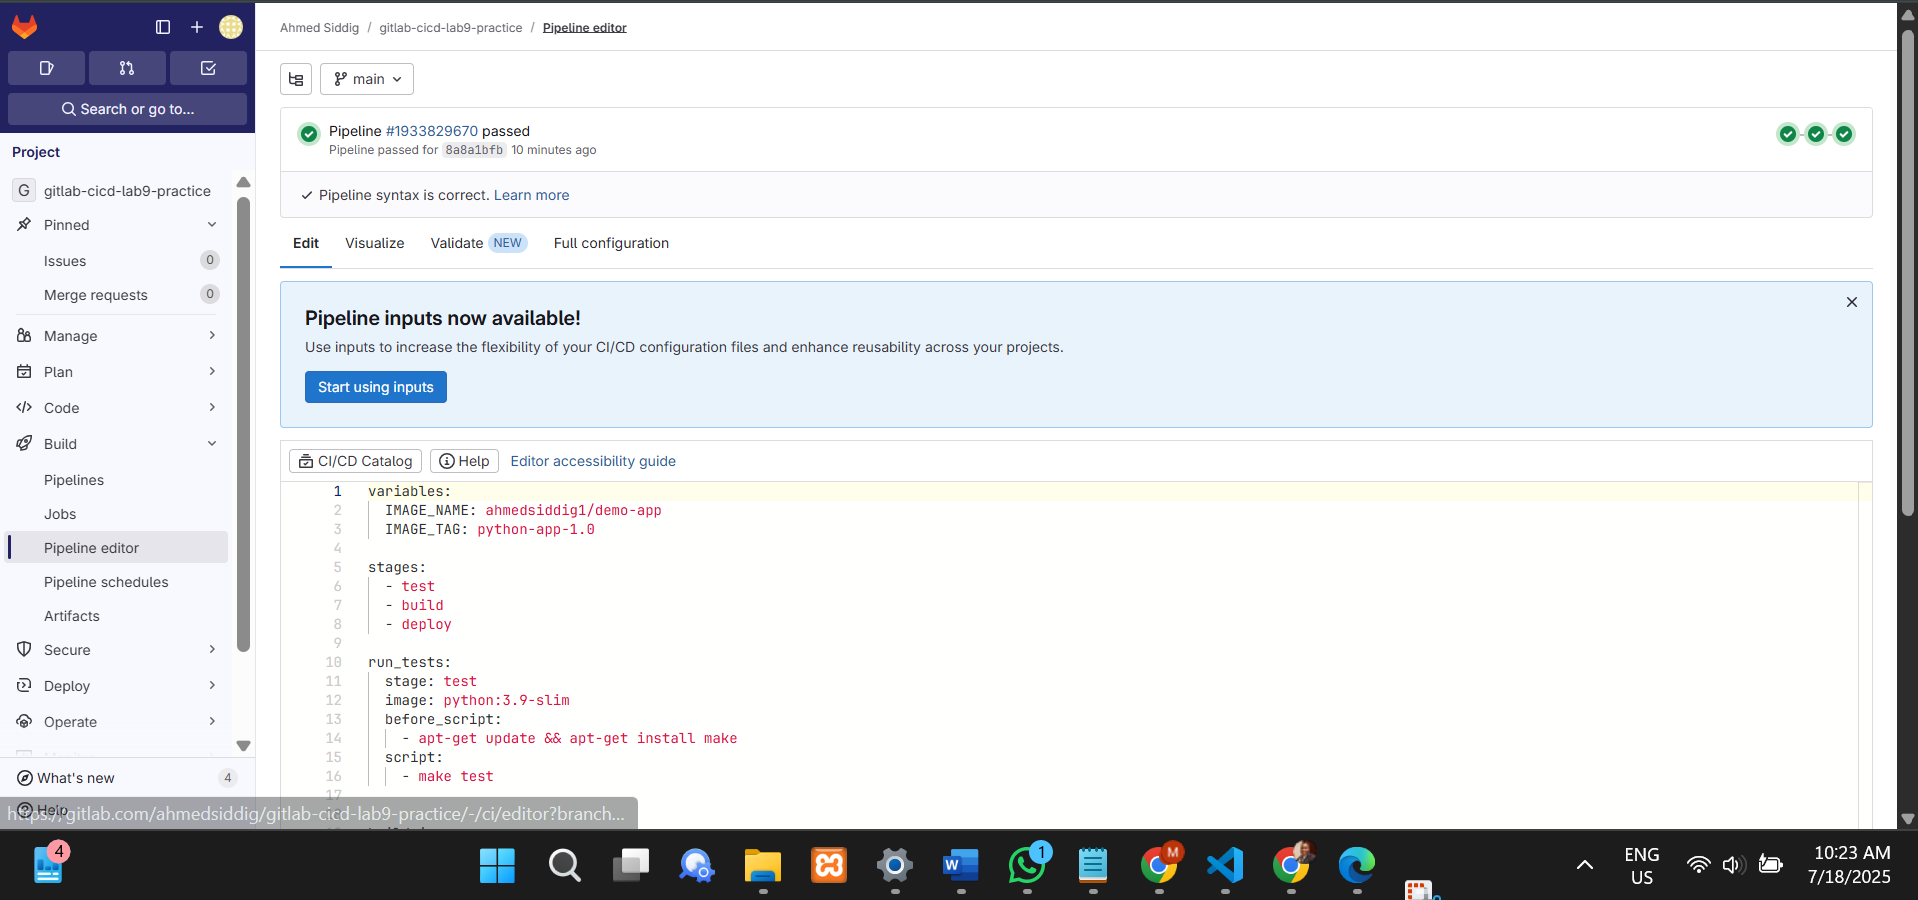 Ahmed Siddig / gitlab-cicd-lab9-practice / Pipeline editor
Search or go to...
main
Project
Pipeline #1933829670 passed
Pipeline passed for 8a8a1bfb 10 minutes ago
G gitlab-cicd-lab9-practice
Pipeline syntax is correct. Learn more
Pinned
Issues 0
Merge requests 0
Manage
Plan
Code
Build
Pipelines
Jobs
Pipeline editor
Pipeline schedules
Artifacts
Secure
Deploy
Operate
What's new 4
Help
Edit Visualize Validate NEW Full configuration
Pipeline inputs now available!
Use inputs to increase the flexibility of your CI/CD configuration files and enhance reusability across your projects.
Start using inputs
CI/CD Catalog Help Editor accessibility guide
1 variables:
2 IMAGE_NAME: ahmedsiddig1/demo-app
3 IMAGE_TAG: python-app-1.0
4
5 stages:
6 - test
7 - build
8 - deploy
9
10 run_tests:
11 stage: test
12 image: python:3.9-slim
13 before_script:
14 - apt-get update && apt-get install make
15 script:
16 - make test
17
https://gitlab.com/ahmedsiddig/gitlab-cicd-lab9-practice/-/ci/editor?branch...
4
W
1
M
ENG
US
10:23 AM
7/18/2025